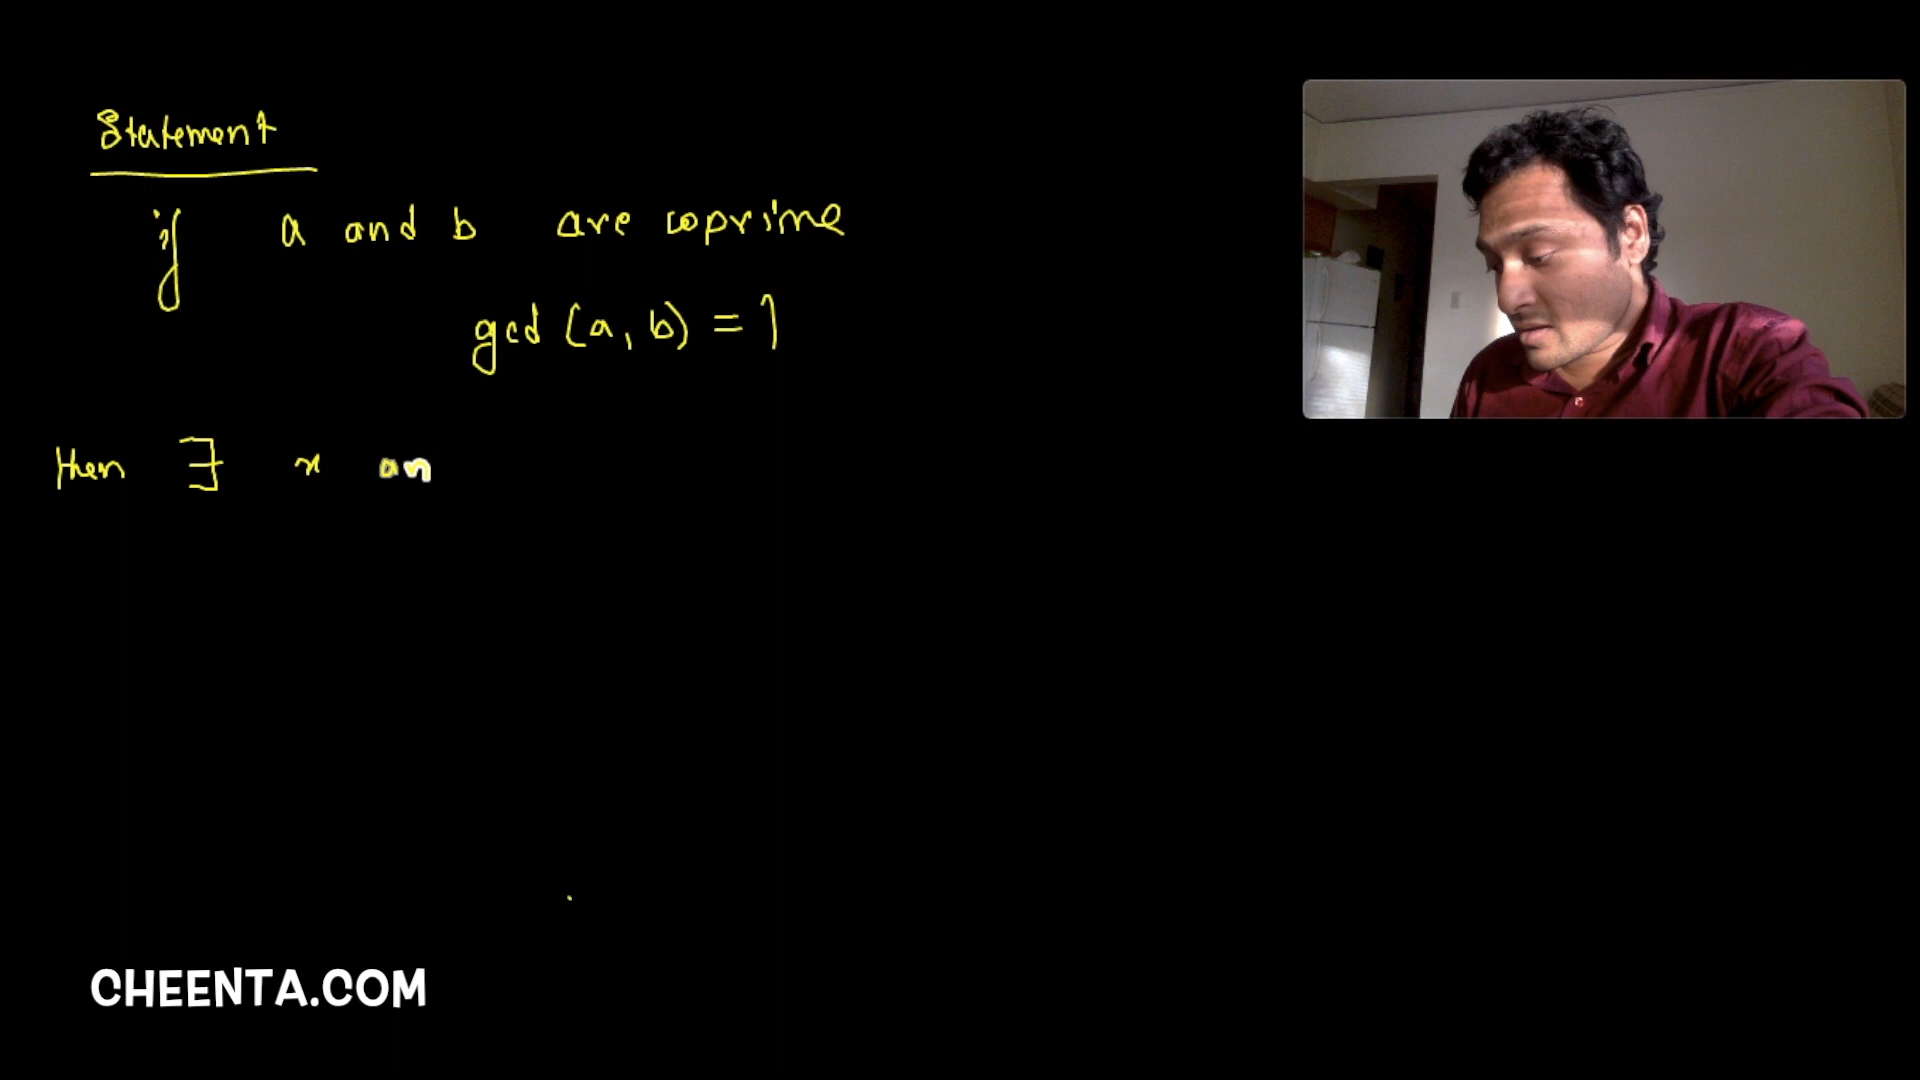 Statement
if a and b are coprime
gcd (a, b) = 1
then ∃ x an
CHEENTA.COM